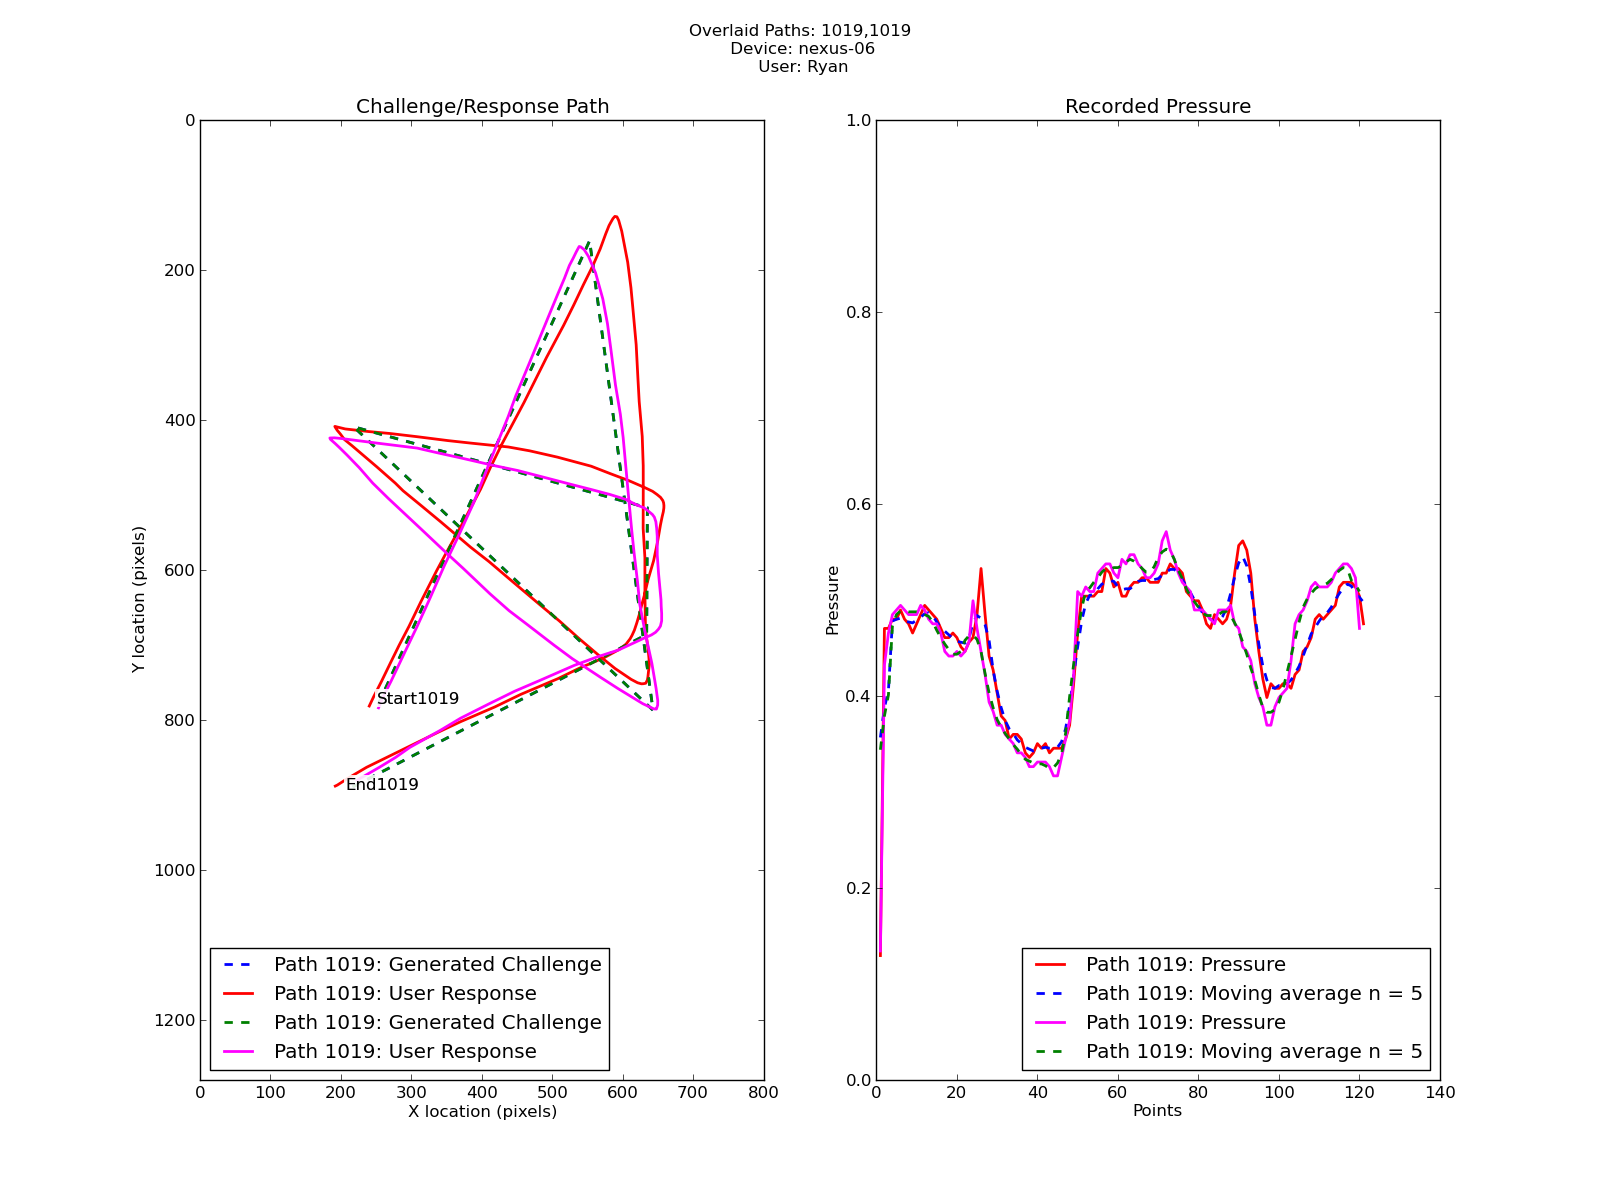 Overlaid Paths: 1019,1019
Device: nexus-06
User: Ryan
Challenge/Response Path
0
200
400
600
800
1000
1200
Y location (pixels)
Start1019
End1019
Path 1019: Generated Challenge
Path 1019: User Response
Path 1019: Generated Challenge
Path 1019: User Response
0 100 200 300 400 500 600 700 800
X location (pixels)
Recorded Pressure
1.0
0.8
0.6
0.4
0.2
0.0
Pressure
Path 1019: Pressure
Path 1019: Moving average n = 5
Path 1019: Pressure
Path 1019: Moving average n = 5
0 20 40 60 80 100 120 140
Points